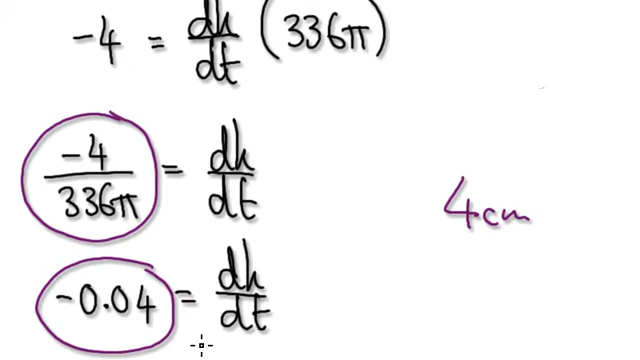 -4 = dh/dt (336π)
-4/336π = dh/dt
4cm
-0.04 = dh/dt